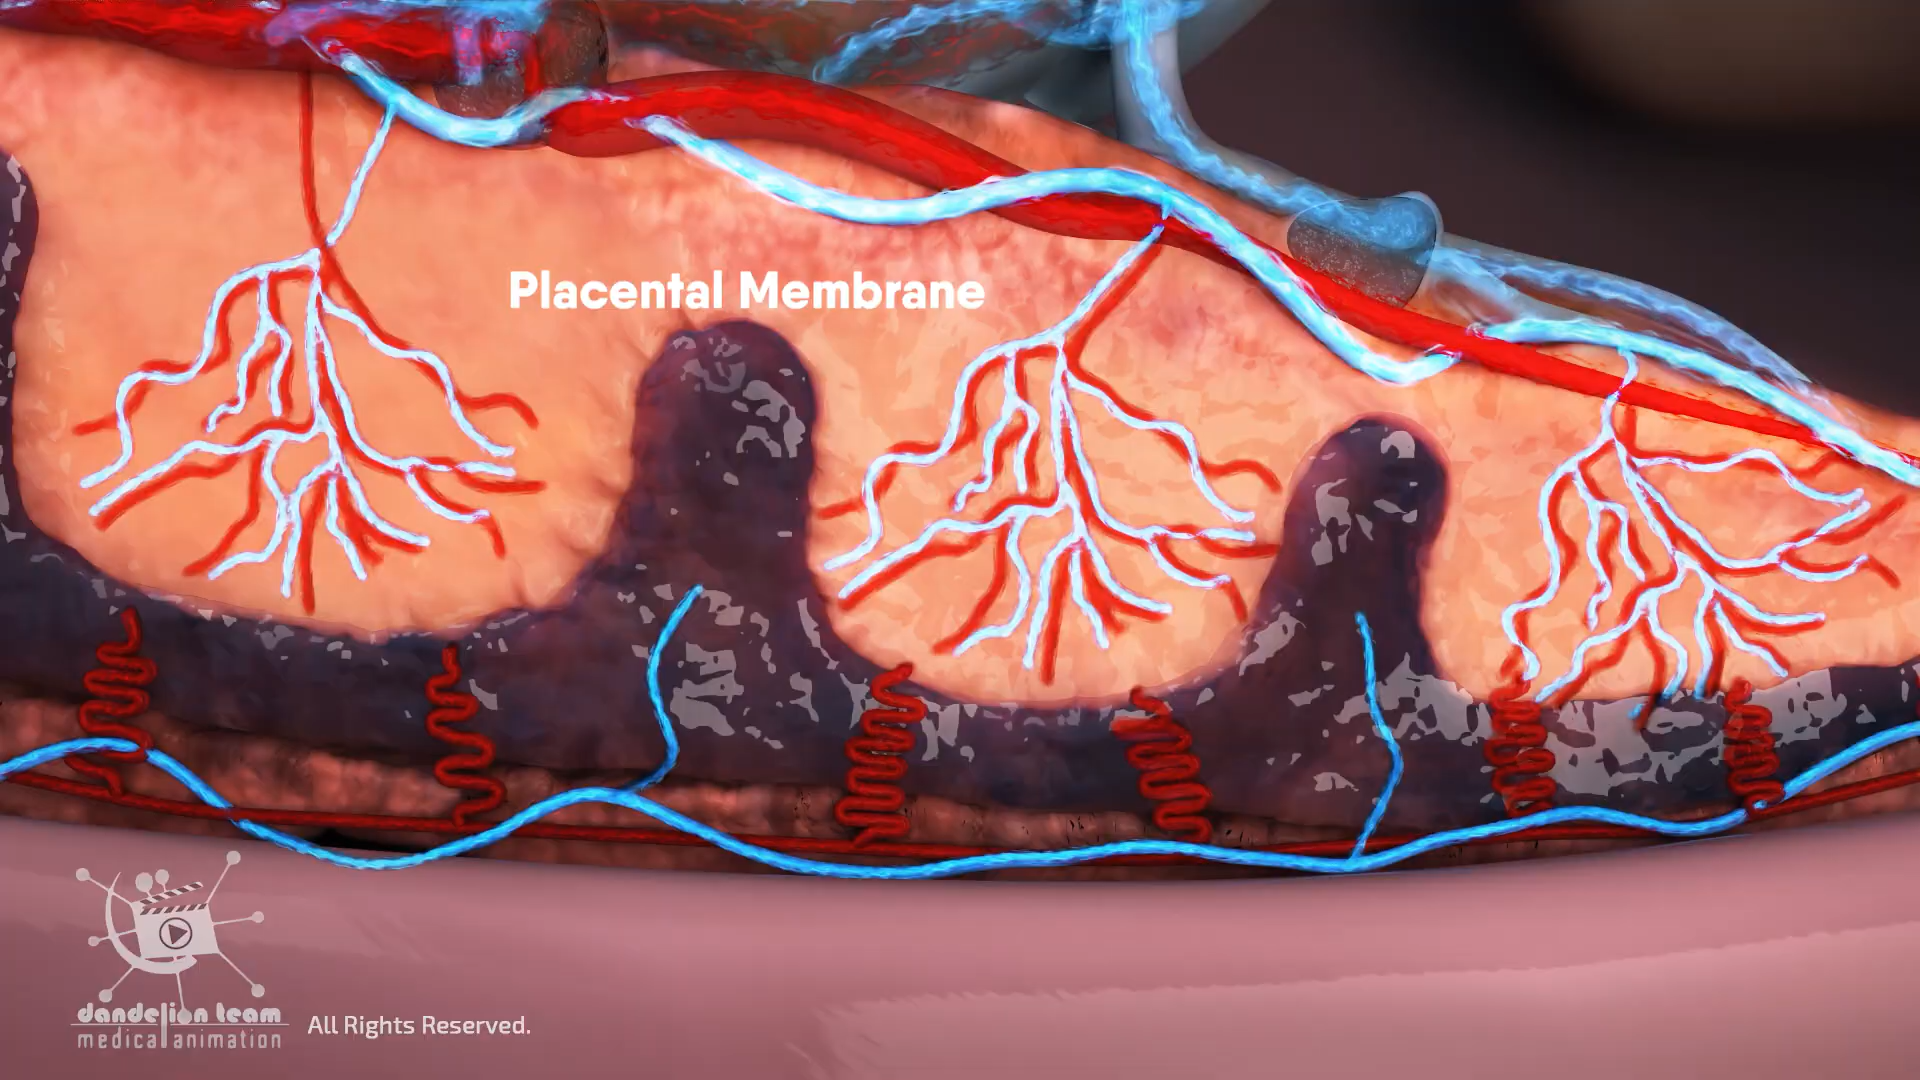 Placental Membrane
dandelion team
medical animation
All Rights Reserved.